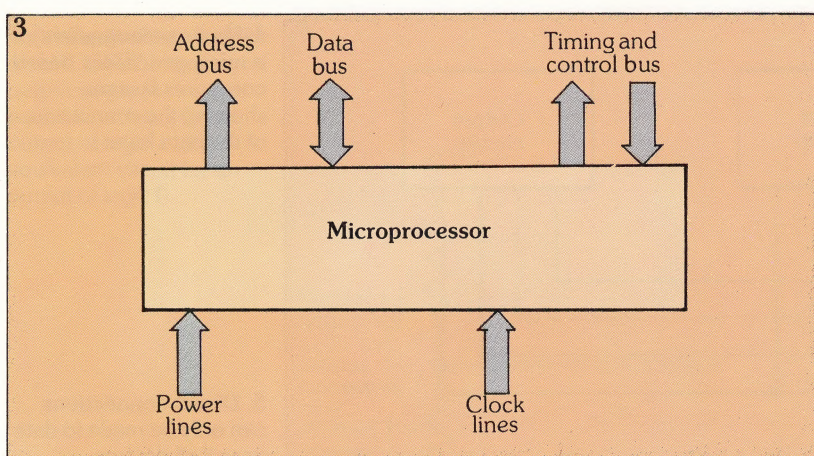 3
Address
bus
Data
bus
Timing and
control bus
Microprocessor
Power
lines
Clock
lines